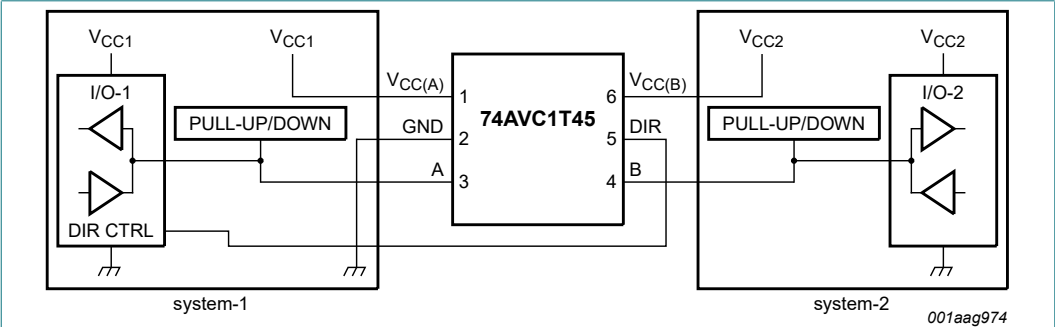 VCC1
VCC1
I/O-1
PULL-UP/DOWN
DIR CTRL
system-1
VCC(A)
GND
A
1
2
3
74AVC1T45
6
5
4
VCC(B)
DIR
B
VCC2
VCC2
I/O-2
PULL-UP/DOWN
system-2
001aag974